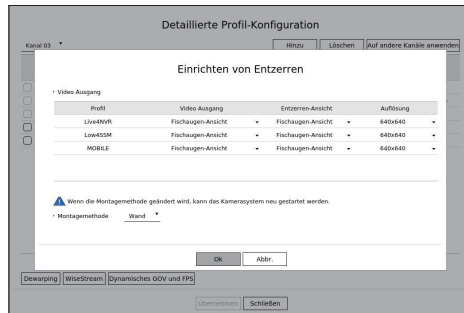 Detaillierte Profil-Konfiguration
Kanal 03
Hinzu Löschen Auf andere Kanäle anwenden
Einrichten von Entzerren
Video Ausgang
Profil Video Ausgang Entzerren-Ansicht Auflösung
Live4NVR Fischaugen-Ansicht Fischaugen-Ansicht 640x640
Low4SSM Fischaugen-Ansicht Fischaugen-Ansicht 640x640
MOBILE Fischaugen-Ansicht Fischaugen-Ansicht 640x640
Wenn die Montagemethode geändert wird, kann das Kamerasystem neu gestartet werden.
Montagemethode Wand
Ok Abbr.
Dewarping WiseStream Dynamisches GOV und FPS
Übernehmen Schließen